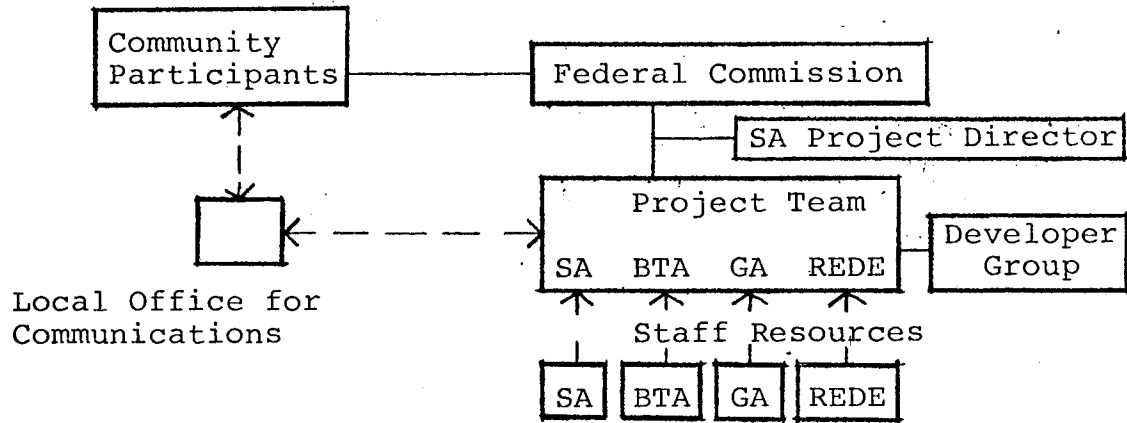 Community
Participants
Federal Commission
SA Project Director
Project Team
SA BTA GA REDE
Developer
Group
Local Office for
Communications
Staff Resources
SA BTA GA REDE